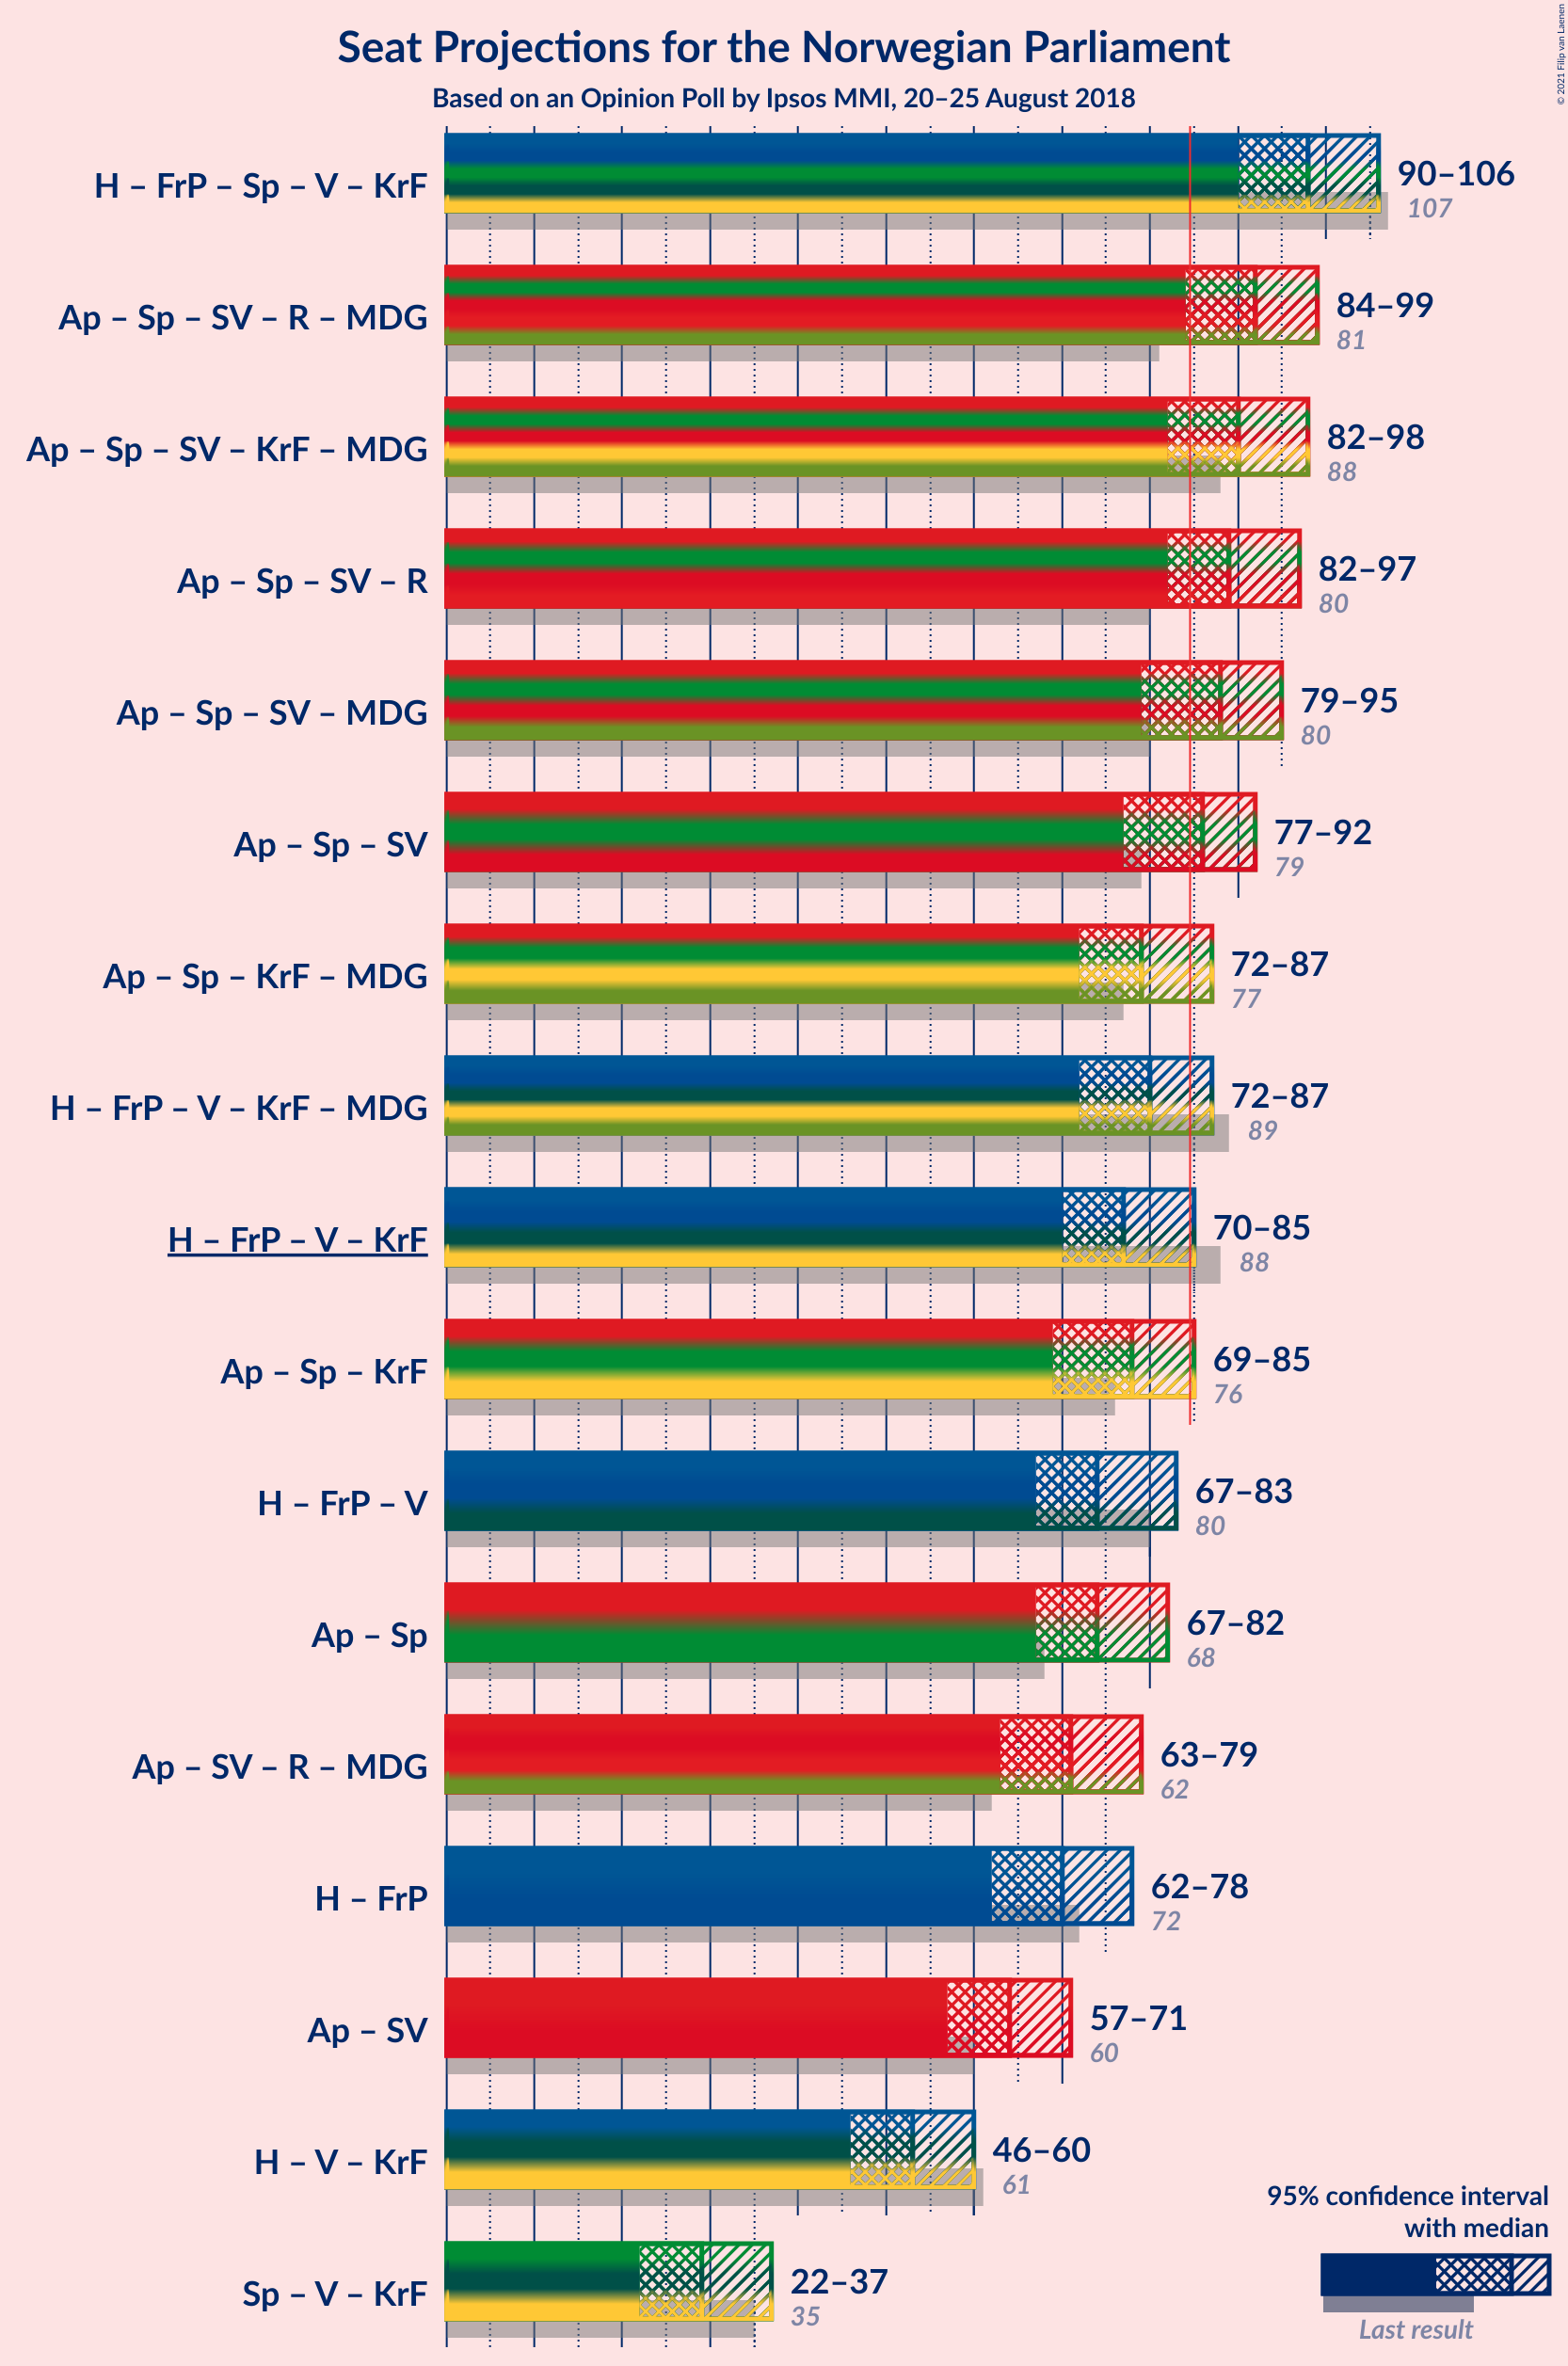 Seat Projections for the Norwegian Parliament
Based on an Opinion Poll by Ipsos MMI, 20–25 August 2018
© 2021 Filip van Laenen
H – FrP – Sp – V – KrF
90–106
107
Ap – Sp – SV – R – MDG
84–99
81
Ap – Sp – SV – KrF – MDG
82–98
88
Ap – Sp – SV – R
82–97
80
Ap – Sp – SV – MDG
79–95
80
Ap – Sp – SV
77–92
79
Ap – Sp – KrF – MDG
72–87
77
H – FrP – V – KrF – MDG
72–87
89
H – FrP – V – KrF
70–85
88
Ap – Sp – KrF
69–85
76
H – FrP – V
67–83
80
Ap – Sp
67–82
68
Ap – SV – R – MDG
63–79
62
H – FrP
62–78
72
Ap – SV
57–71
60
H – V – KrF
46–60
61
Sp – V – KrF
22–37
35
95% confidence interval
with median
Last result